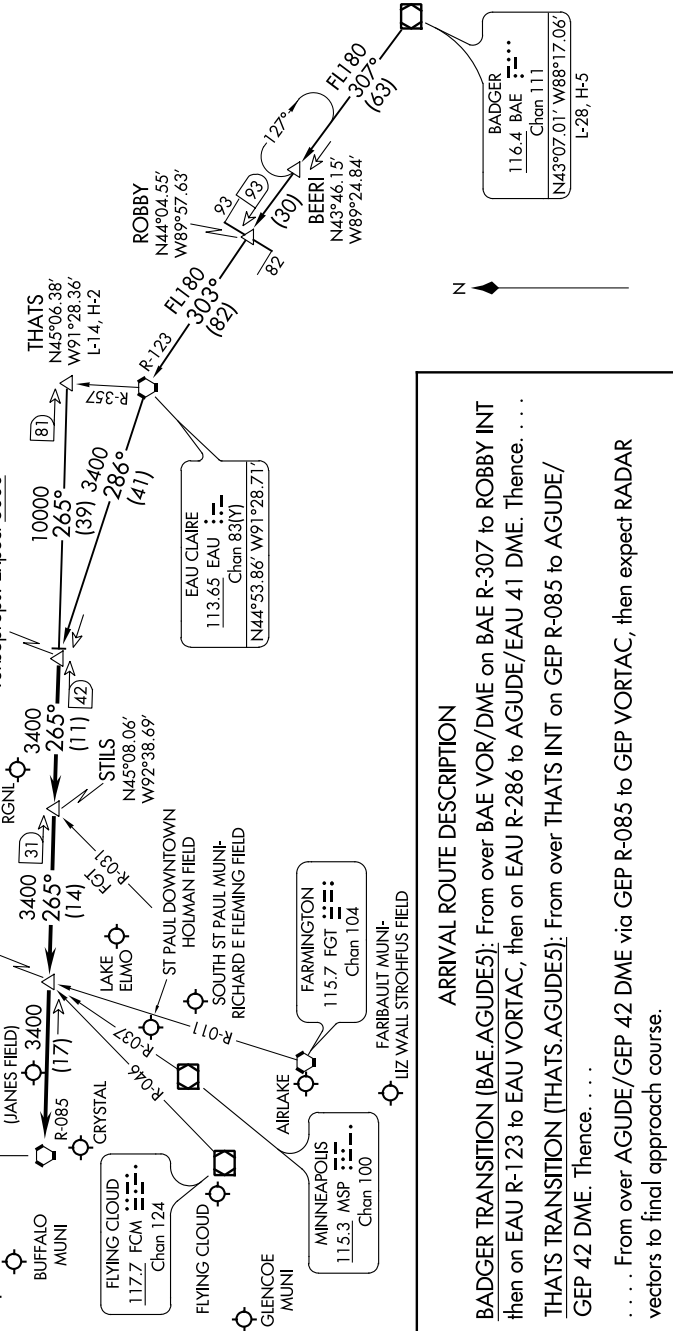 BADGER
116.4 BAE
Chan 111
N43°07.01' W88°17.06'
L-28, H-5
FL180
307°
(63)
127°
BEERI
N43°46.15'
W89°24.84'
(30)
93
93
82
ROBBY
N44°04.55'
W89°57.63'
FL180
303°
(82)
R-123
N
THATS
N45°06.38'
W91°28.36'
L-14, H-2
R-357
81
10000
265°
(39)
3400
286°
(41)
EAU CLAIRE
113.65 EAU
Chan 83(Y)
N44°53.86' W91°28.71'
42
3400
265°
(11)
RGNL
STILS
N45°08.06'
W92°38.69'
31
FGT
R-031
3400
265°
(14)
LAKE
ELMO
ST PAUL DOWNTOWN
HOLMAN FIELD
SOUTH ST PAUL MUNI-
RICHARD E FLEMING FIELD
3400
(17)
(JANES FIELD)
R-085
CRYSTAL
R-011
R-037
R-046
FARMINGTON
115.7 FGT
Chan 104
AIRLAKE
FARIBAULT MUNI-
LIZ WALL STROHFUS FIELD
MINNEAPOLIS
115.3 MSP
Chan 100
FLYING CLOUD
117.7 FCM
Chan 124
FLYING CLOUD
BUFFALO
MUNI
GLENCOE
MUNI
ARRIVAL ROUTE DESCRIPTION
BADGER TRANSITION (BAE.AGUDE5): From over BAE VOR/DME on BAE R-307 to ROBBY INT
then on EAU R-123 to EAU VORTAC, then on EAU R-286 to AGUDE/EAU 41 DME. Thence. . . .
THATS TRANSITION (THATS.AGUDE5): From over THATS INT on GEP R-085 to AGUDE/
GEP 42 DME. Thence. . . .
. . . . From over AGUDE/GEP 42 DME via GEP R-085 to GEP VORTAC, then expect RADAR
vectors to final approach course.